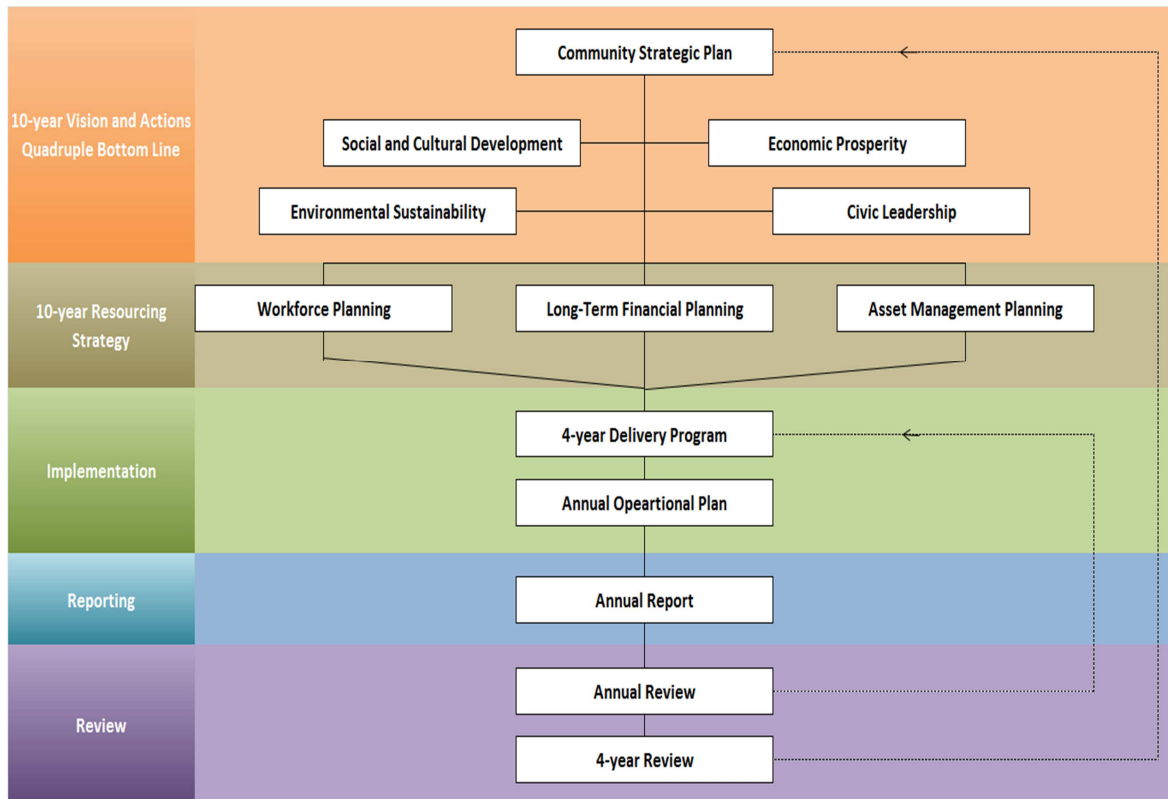 Community Strategic Plan
10-year Vision and Actions
Quadruple Bottom Line
Social and Cultural Development
Economic Prosperity
Environmental Sustainability
Civic Leadership
10-year Resourcing
Strategy
Workforce Planning
Long-Term Financial Planning
Asset Management Planning
Implementation
4-year Delivery Program
Annual Opeartional Plan
Reporting
Annual Report
Review
Annual Review
4-year Review